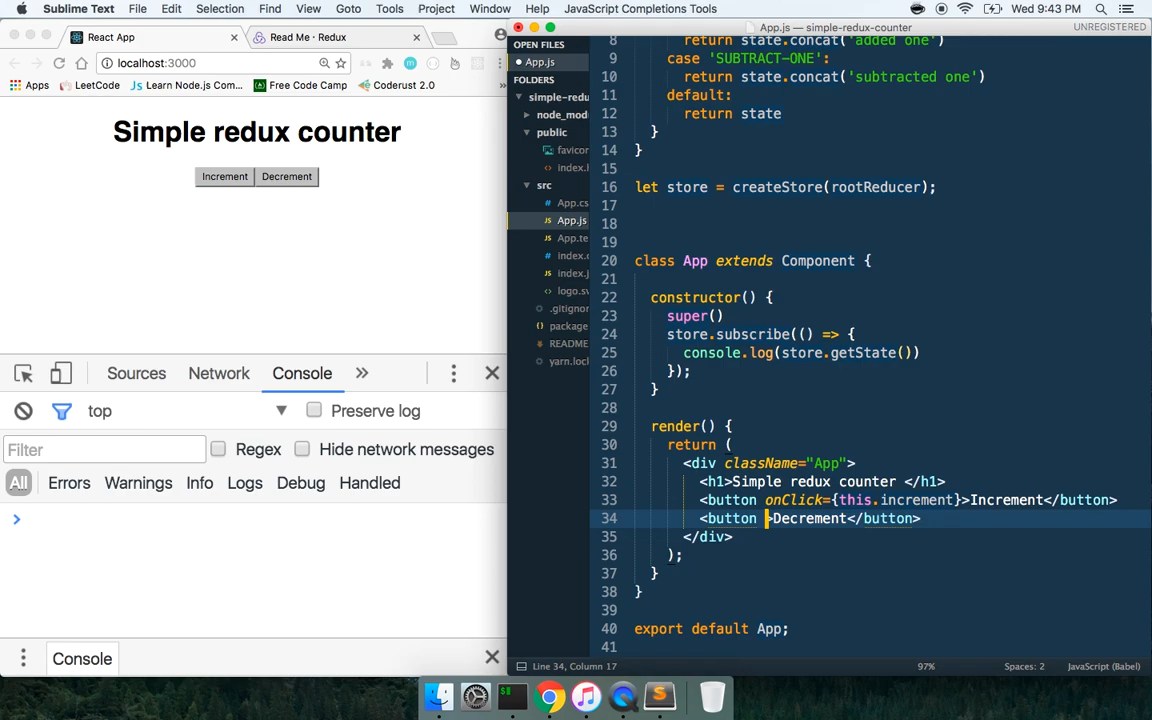 Sublime Text File Edit Selection Find View Goto Tools Project Window Help JavaScript Completions Tools Wed 9:43 PM
React App
Read Me · Redux
localhost:3000
Apps LeetCode Learn Node.js Com... Free Code Camp Coderust 2.0 »
Simple redux counter
Increment Decrement
Sources Network Console »
top Preserve log
Filter Regex Hide network messages
All Errors Warnings Info Logs Debug Handled
Console
App.js — simple-redux-counter UNREGISTERED
OPEN FILES
App.js
FOLDERS
simple-redu
node_mod
public
favicon
index.h
src
App.cs
App.js
App.te
index.c
index.j
logo.sv
.gitignor
package
README
yarn.lock
8 return state.concat('added one')
9 case 'SUBTRACT-ONE':
10 return state.concat('subtracted one')
11 default:
12 return state
13 }
14 }
15
16 let store = createStore(rootReducer);
17
18
19
20 class App extends Component {
21
22 constructor() {
23 super()
24 store.subscribe(() => {
25 console.log(store.getState())
26 });
27 }
28
29 render() {
30 return (
31 <div className="App">
32 <h1>Simple redux counter </h1>
33 <button onClick={this.increment}>Increment</button>
34 <button >Decrement</button>
35 </div>
36 );
37 }
38 }
39
40 export default App;
41
Line 34, Column 17 97% Spaces: 2 JavaScript (Babel)